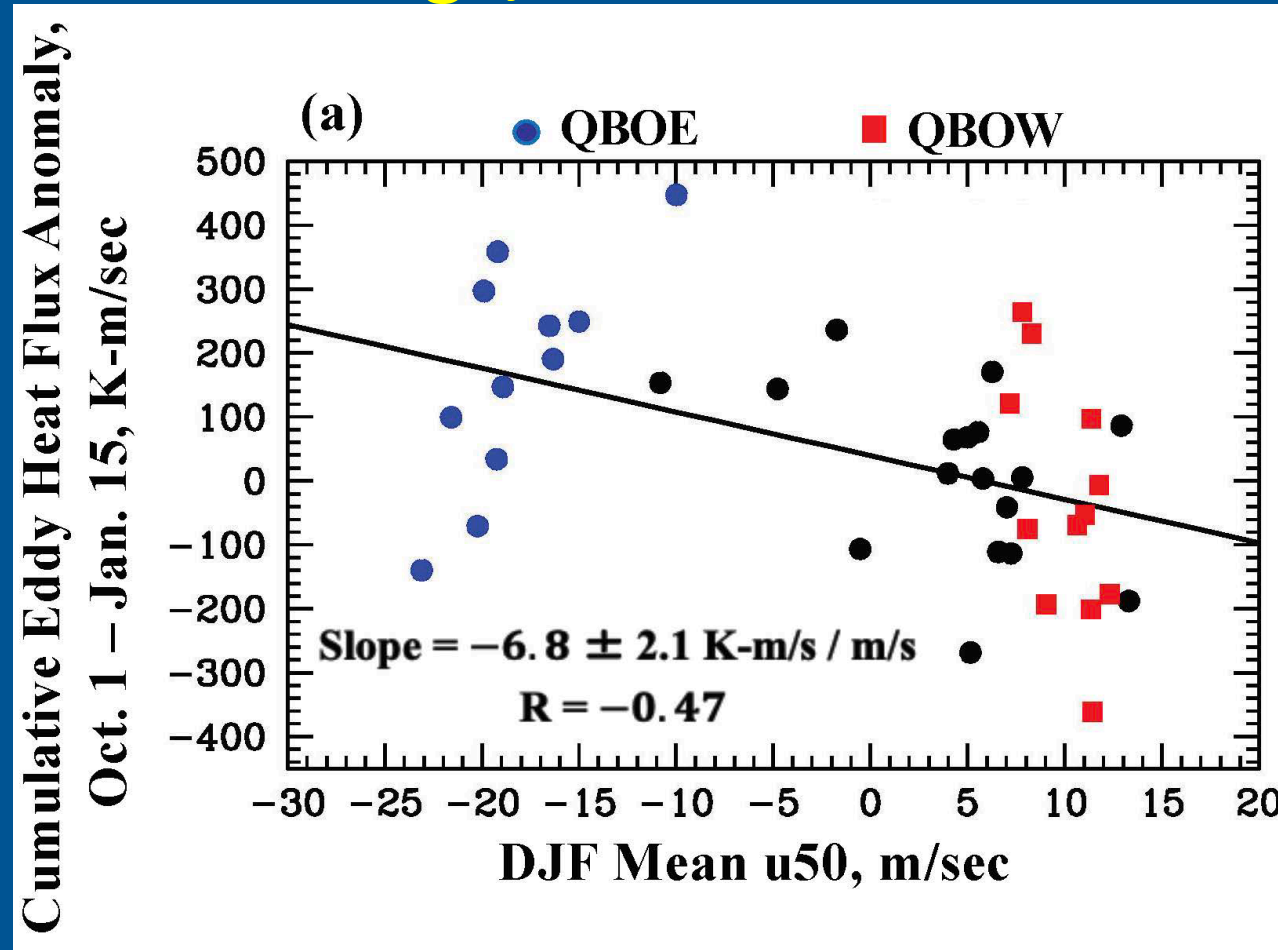 Cumulative Eddy Heat Flux Anomaly,
Oct. 1 – Jan. 15, K-m/sec
(a) QBOE QBOW
500
400
300
200
100
0
−100
−200
−300
−400
Slope = −6.8 ± 2.1 K-m/s / m/s
R = −0.47
−30 −25 −20 −15 −10 −5 0 5 10 15 20
DJF Mean u50, m/sec